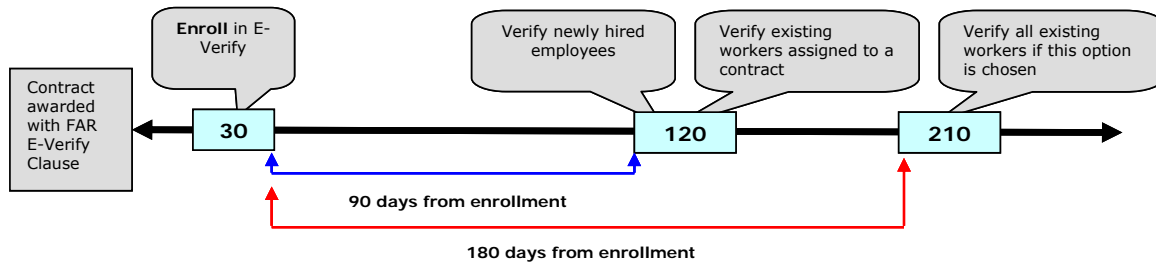 Enroll in E-
Verify
Verify newly hired
employees
Verify existing
workers assigned to a
contract
Verify all existing
workers if this option
is chosen
Contract
awarded
with FAR
E-Verify
Clause
30
120
210
90 days from enrollment
180 days from enrollment